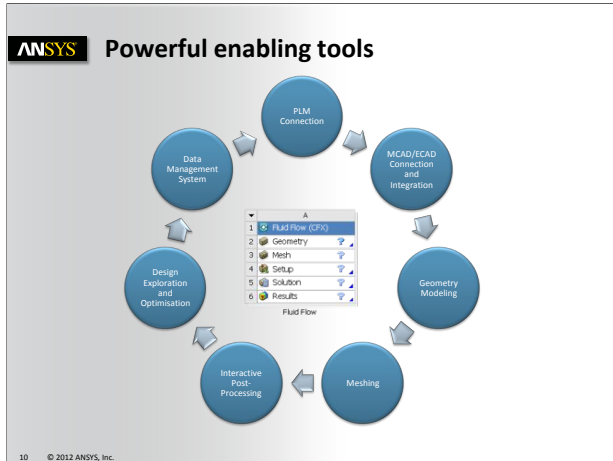 ANSYS
Powerful enabling tools
PLM
Connection
MCAD/ECAD
Connection
and
Integration
Geometry
Modeling
Meshing
Interactive
Post-
Processing
Design
Exploration
and
Optimisation
Data
Management
System
A
1 Fluid Flow (CFX)
2 Geometry ?
3 Mesh ?
4 Setup ?
5 Solution ?
6 Results ?
Fluid Flow
10 © 2012 ANSYS, Inc.